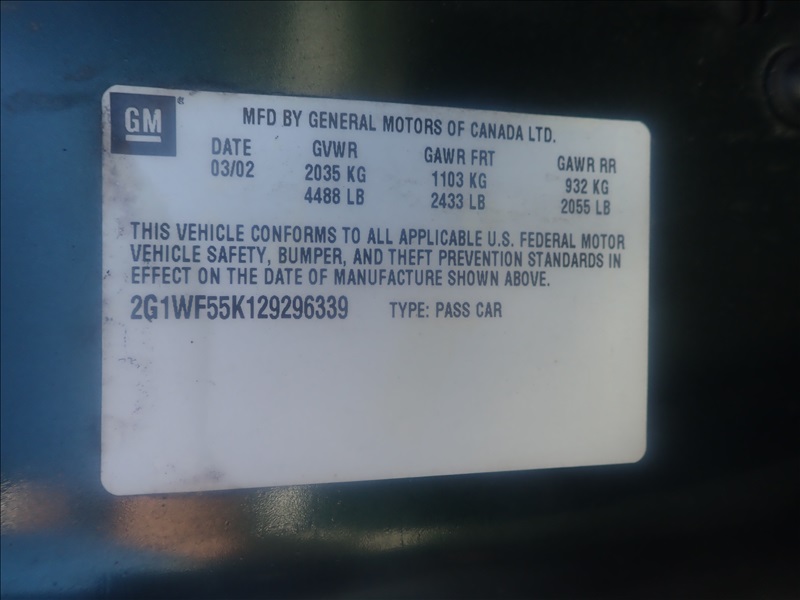 GM
MFD BY GENERAL MOTORS OF CANADA LTD.
DATE GVWR GAWR FRT GAWR RR
03/02 2035 KG 1103 KG 932 KG
4488 LB 2433 LB 2055 LB
THIS VEHICLE CONFORMS TO ALL APPLICABLE U.S. FEDERAL MOTOR
VEHICLE SAFETY, BUMPER, AND THEFT PREVENTION STANDARDS IN
EFFECT ON THE DATE OF MANUFACTURE SHOWN ABOVE.
2G1WF55K129296339 TYPE: PASS CAR